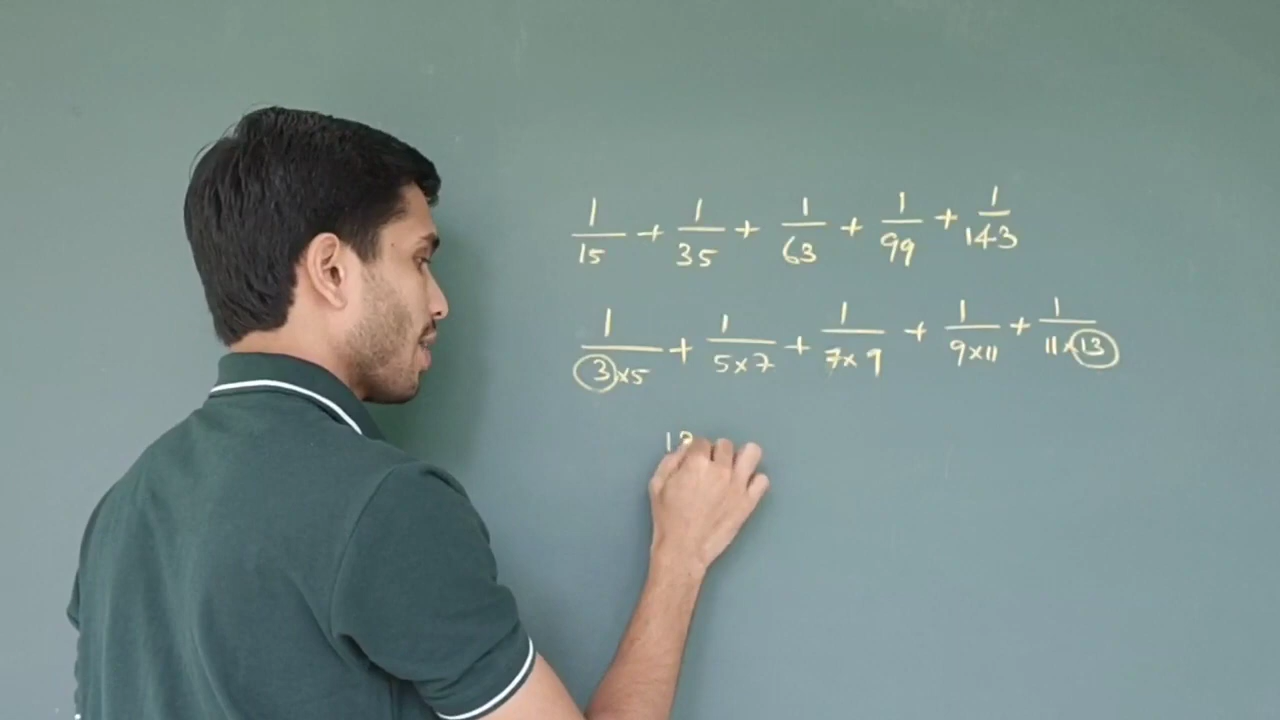 1/15 + 1/35 + 1/63 + 1/99 + 1/143
1/3×5 + 1/5×7 + 1/7×9 + 1/9×11 + 1/11×13